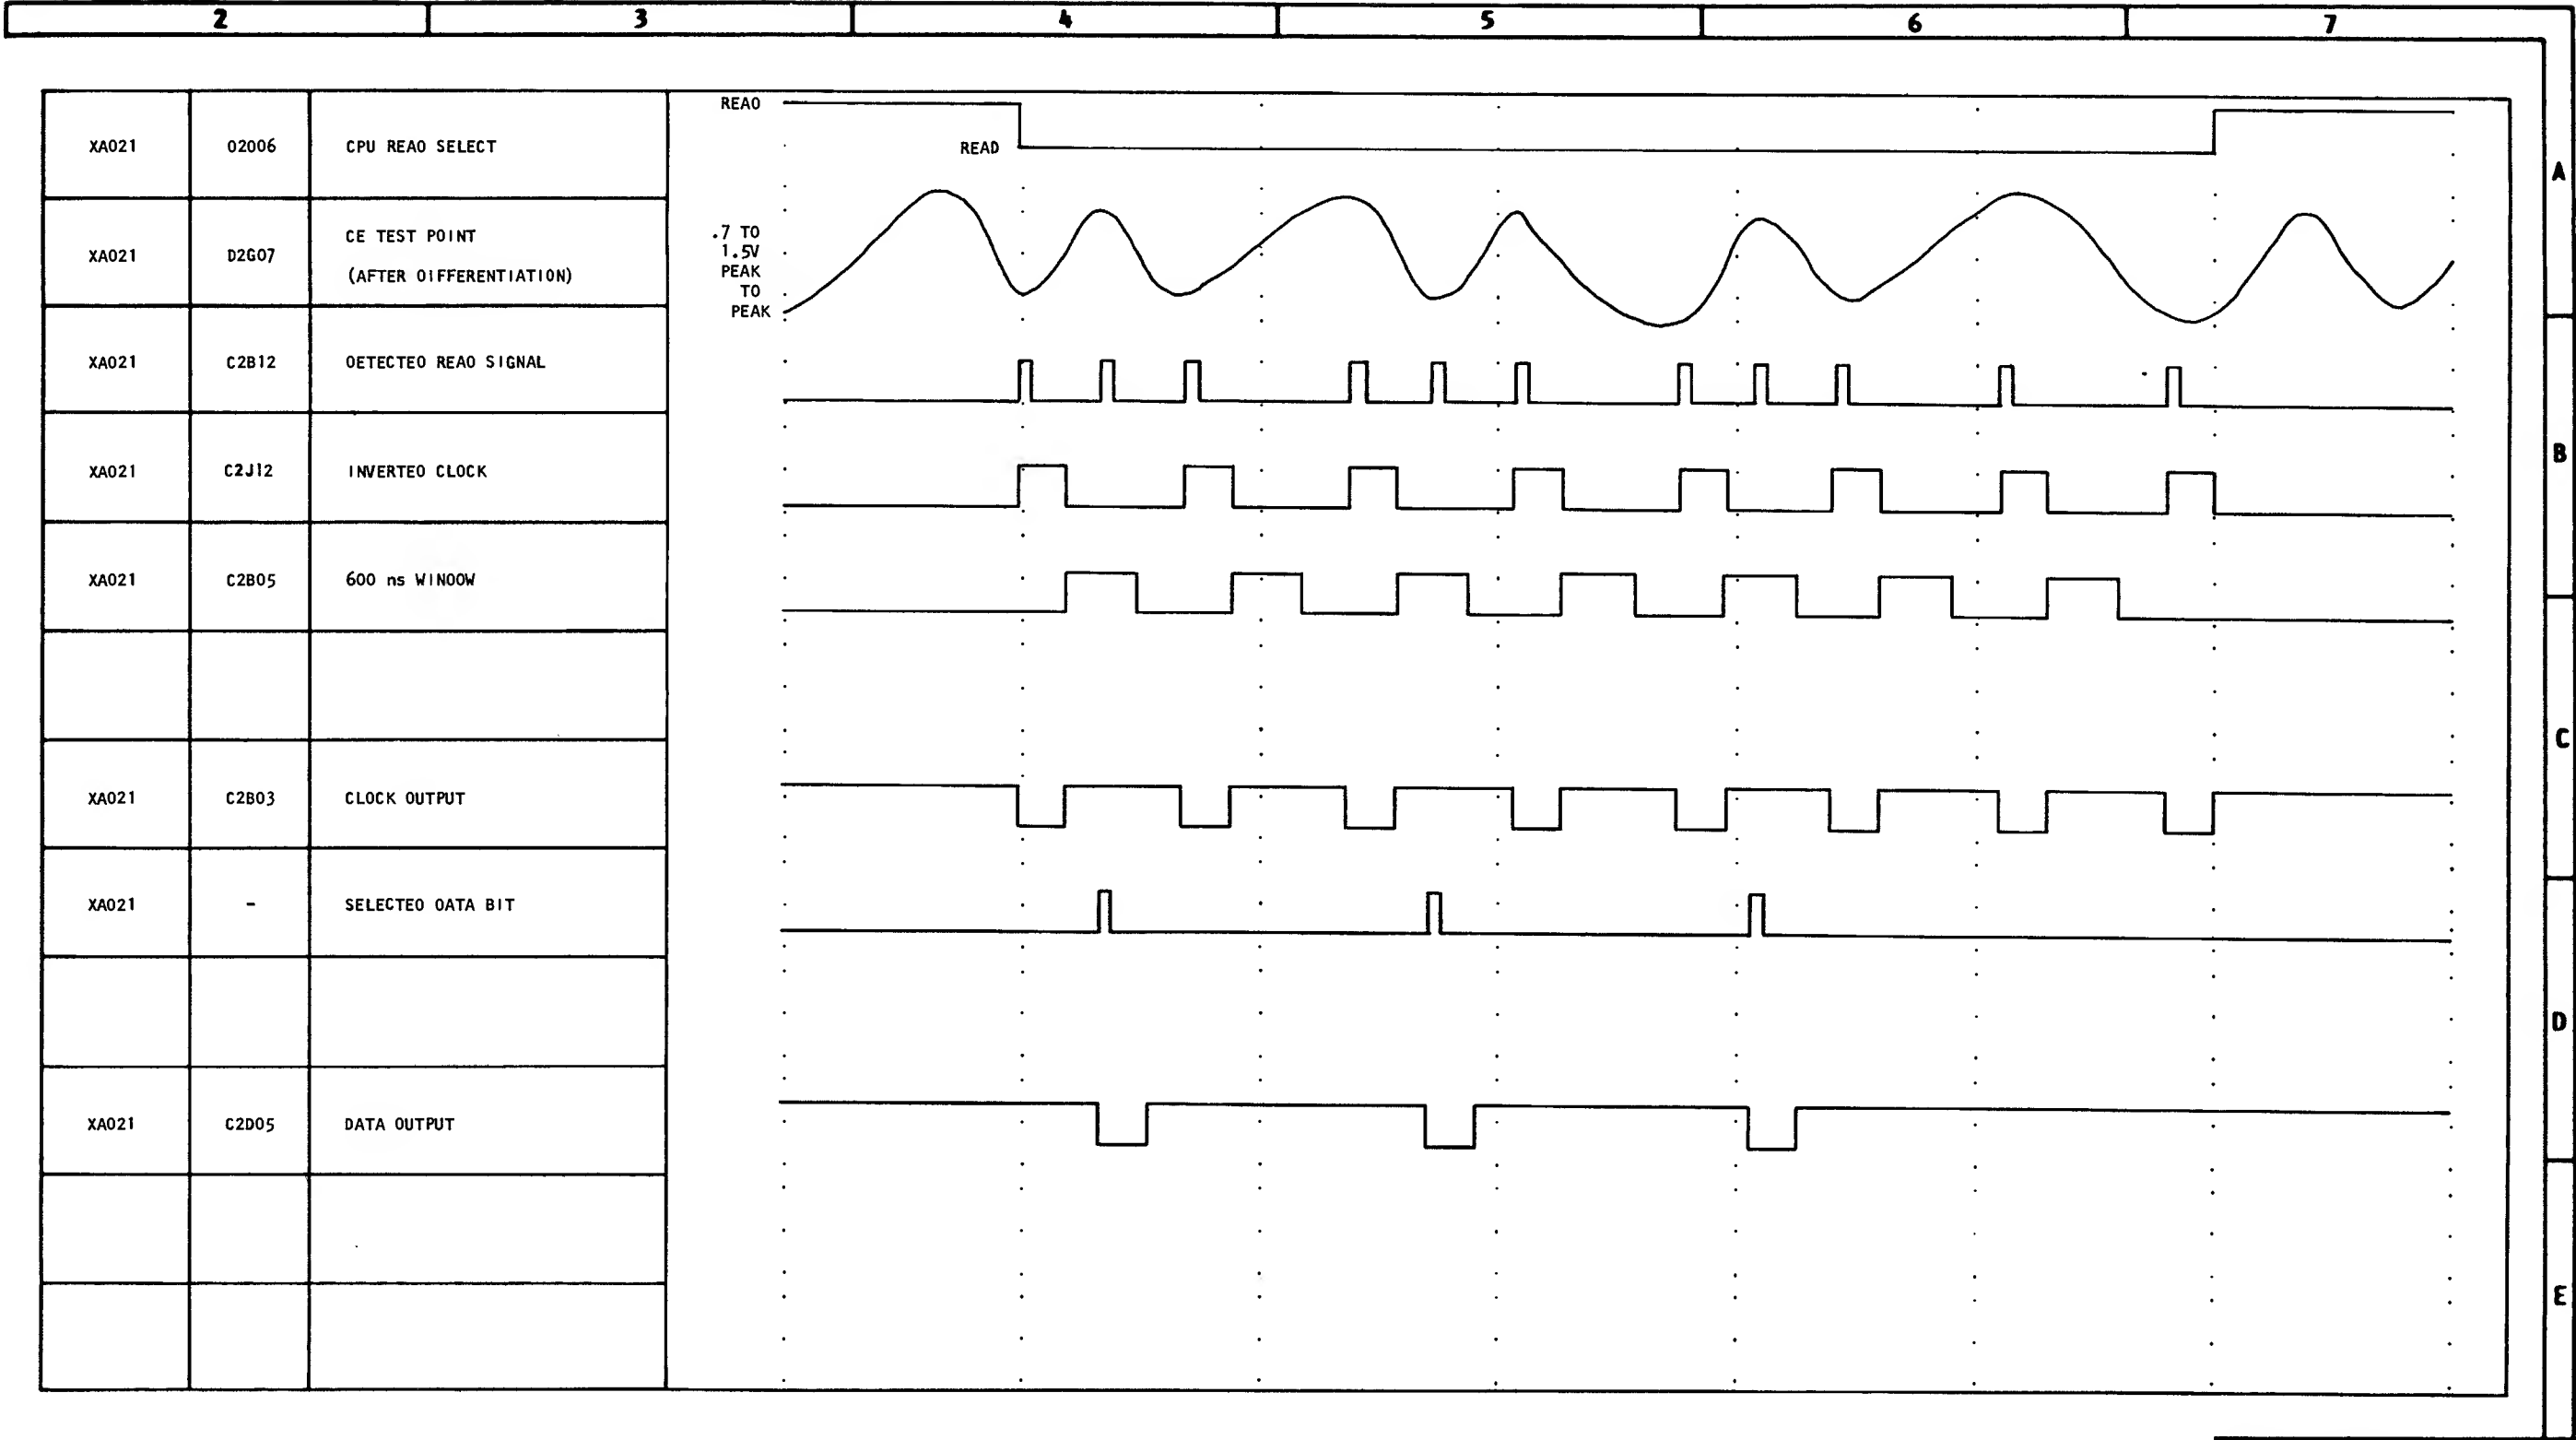 2 3 4 5 6 7
A
B
C
D
E
XA021 02006 CPU REAO SELECT
REAO
READ
XA021 D2G07 CE TEST POINT
(AFTER OIFFERENTIATION)
.7 TO
1.5V
PEAK
TO
PEAK
XA021 C2B12 OETECTEO REAO SIGNAL
XA021 C2J12 INVERTEO CLOCK
XA021 C2B05 600 ns WINOOW
XA021 C2B03 CLOCK OUTPUT
XA021 - SELECTEO OATA BIT
XA021 C2D05 DATA OUTPUT